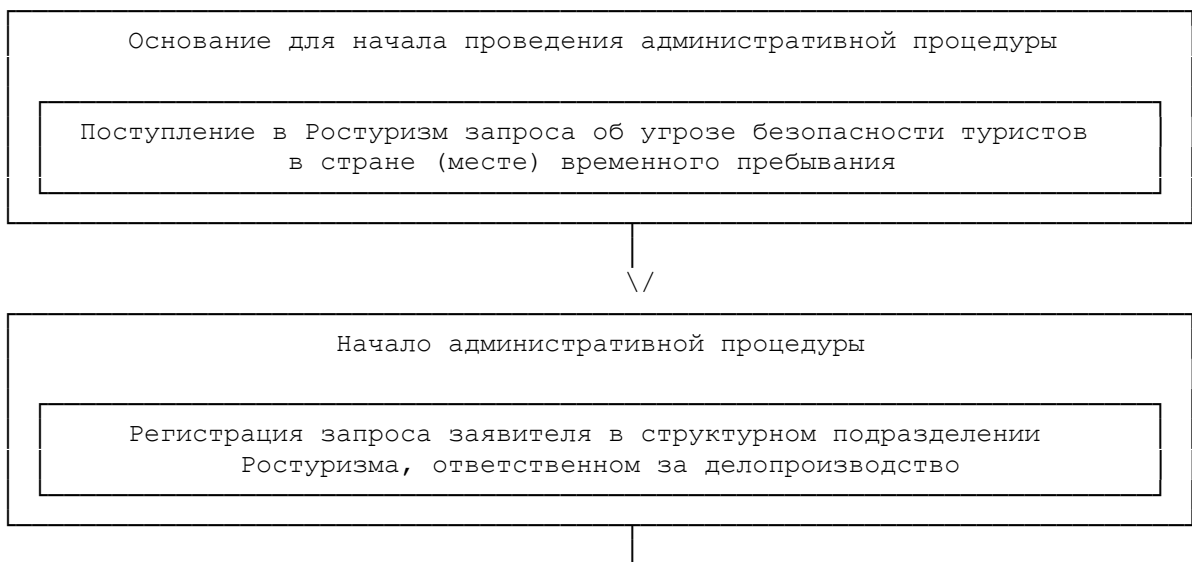 Основание для начала проведения административной процедуры
Поступление в Ростуризм запроса об угрозе безопасности туристов
в стране (месте) временного пребывания
Начало административной процедуры
Регистрация запроса заявителя в структурном подразделении
Ростуризма, ответственном за делопроизводство